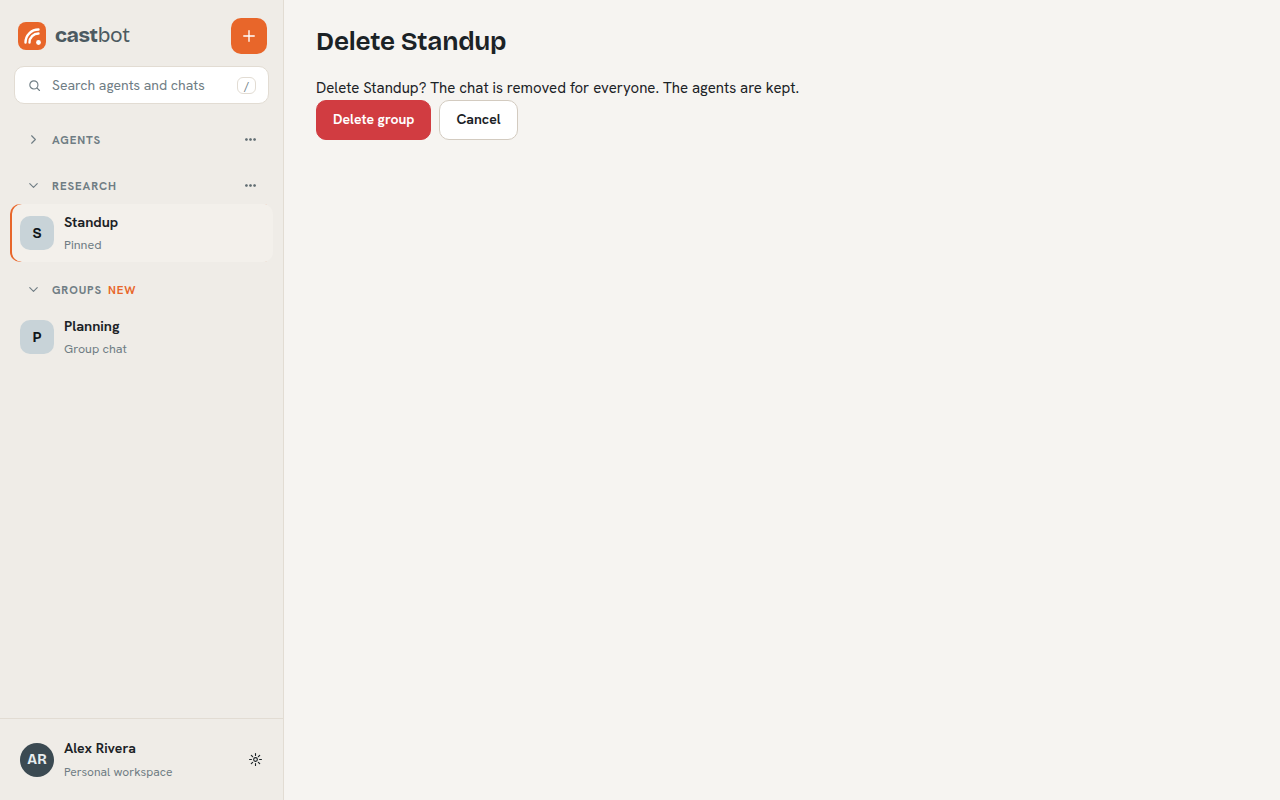 castbot
Search agents and chats /
AGENTS
RESEARCH
S
Standup
Pinned
GROUPS NEW
P
Planning
Group chat
AR
Alex Rivera
Personal workspace
Delete Standup
Delete Standup? The chat is removed for everyone. The agents are kept.
Delete group
Cancel